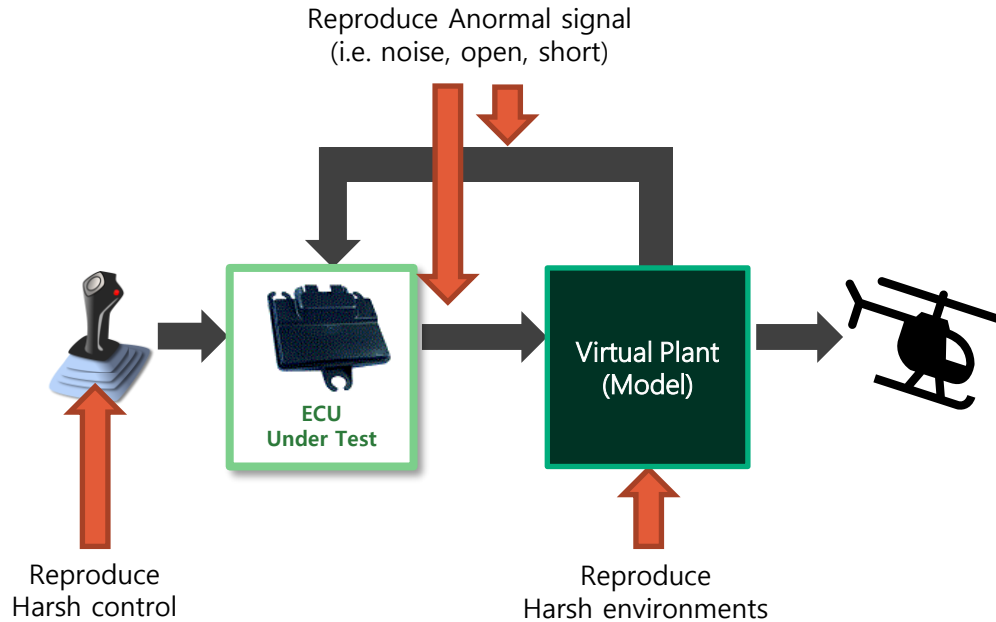 Reproduce Anormal signal
(i.e. noise, open, short)
ECU
Under Test
Virtual Plant
(Model)
Reproduce
Harsh control
Reproduce
Harsh environments